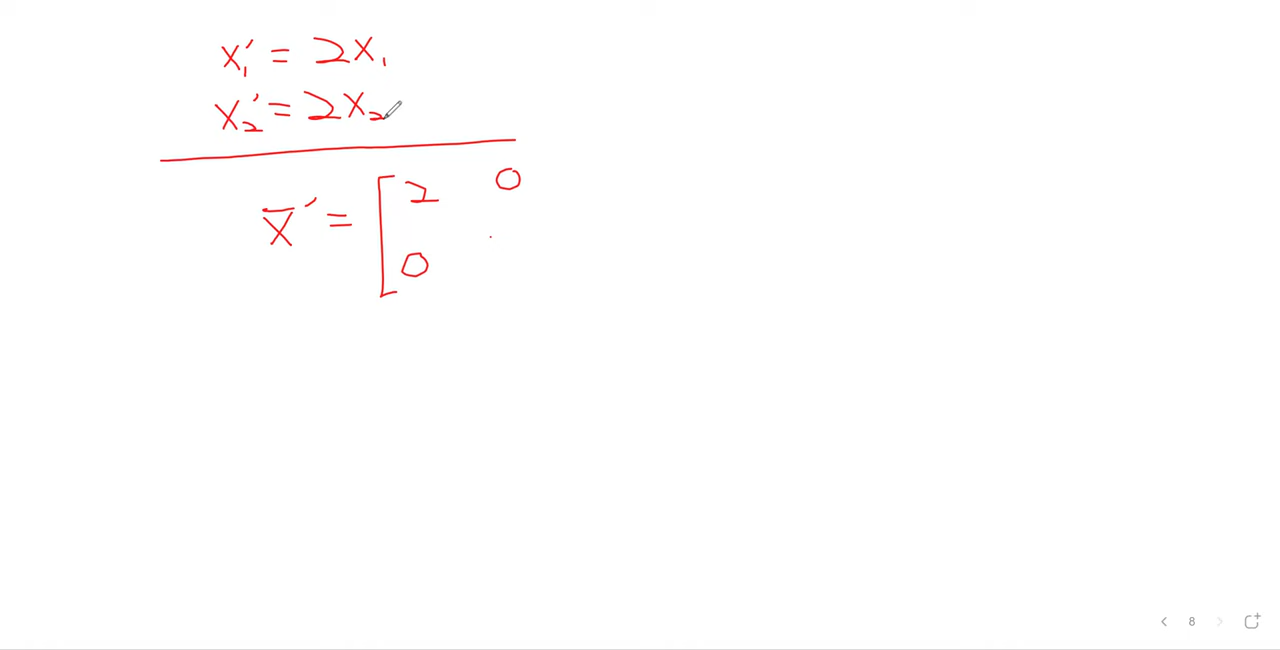 x₁′ = 2x₁
x₂′ = 2x₂
x̄′ = [2 0
0
8